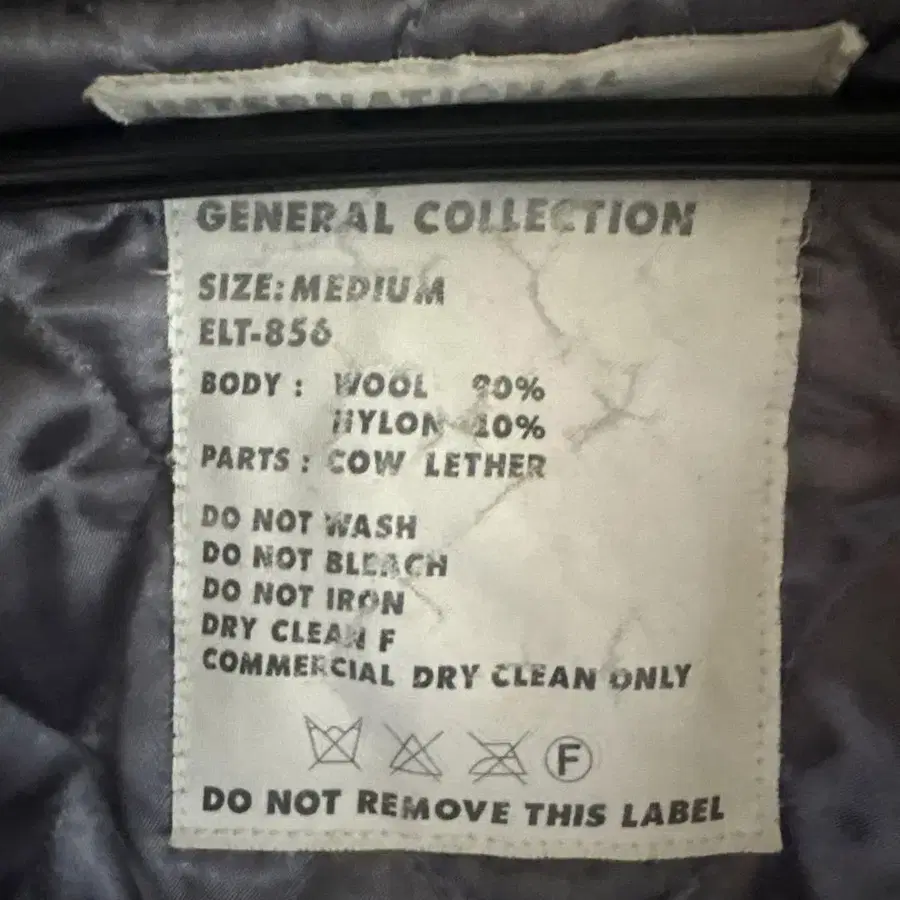 INTERNATIONAL
GENERAL COLLECTION
SIZE: MEDIUM
ELT-856
BODY : WOOL 90%
NYLON 10%
PARTS : COW LETHER
DO NOT WASH
DO NOT BLEACH
DO NOT IRON
DRY CLEAN F
COMMERCIAL DRY CLEAN ONLY
F
DO NOT REMOVE THIS LABEL